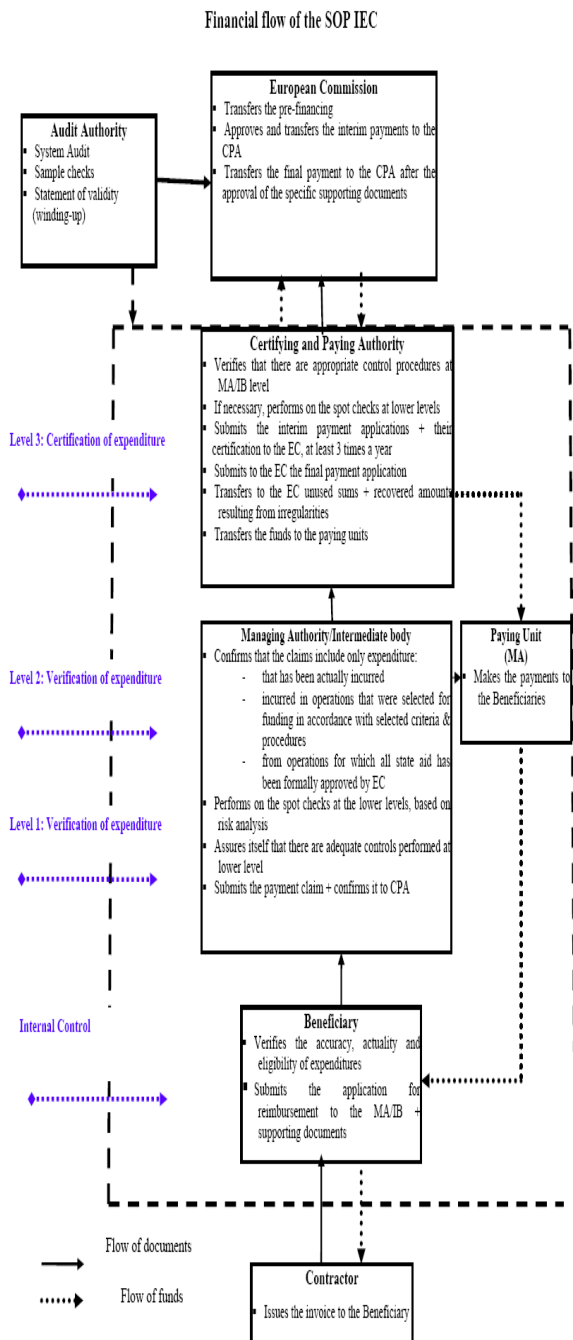 Financial flow of the SOP IEC
European Commission
▪ Transfers the pre-financing
▪ Approves and transfers the interim payments to the
CPA
▪ Transfers the final payment to the CPA after the
approval of the specific supporting documents
Audit Authority
▪ System Audit
▪ Sample checks
▪ Statement of validity
(winding-up)
Certifying and Paying Authority
▪ Verifies that there are appropriate control procedures at
MA/IB level
▪ If necessary, performs on the spot checks at lower levels
▪ Submits the interim payment applications + their
certification to the EC, at least 3 times a year
▪ Submits to the EC the final payment application
▪ Transfers to the EC unused sums + recovered amounts
resulting from irregularities
▪ Transfers the funds to the paying units
Level 3: Certification of expenditure
Managing Authority/Intermediate body
▪ Confirms that the claims include only expenditure:
- that has been actually incurred
- incurred in operations that were selected for
funding in accordance with selected criteria &
procedures
- from operations for which all state aid has
been formally approved by EC
▪ Performs on the spot checks at the lower levels, based on
risk analysis
▪ Assures itself that there are adequate controls performed at
lower level
▪ Submits the payment claim + confirms it to CPA
Paying Unit
(MA)
▪ Makes the payments to
the Beneficiaries
Level 2: Verification of expenditure
Level 1: Verification of expenditure
Internal Control
Beneficiary
▪ Verifies the accuracy, actuality and
eligibility of expenditures
▪ Submits the application for
reimbursement to the MA/IB +
supporting documents
Flow of documents
Flow of funds
Contractor
▪ Issues the invoice to the Beneficiary